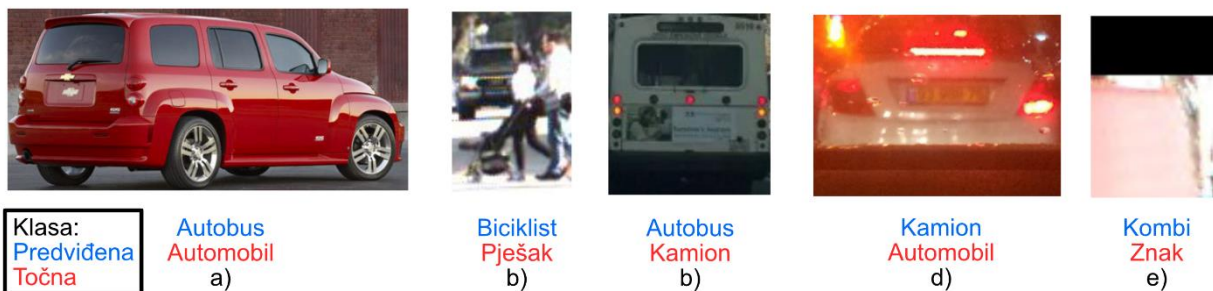 Klasa:
Predviđena
Točna
Autobus
Automobil
a)
Biciklist
Pješak
b)
Autobus
Kamion
b)
Kamion
Automobil
d)
Kombi
Znak
e)